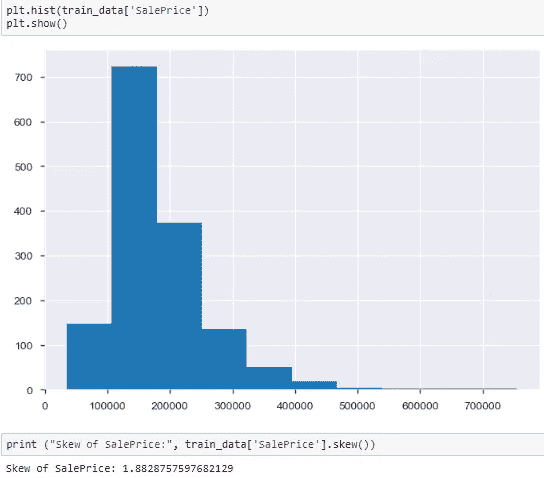 plt.hist(train_data['SalePrice'])
plt.show()
700
600
500
400
300
200
100
0
0 100000 200000 300000 400000 500000 600000 700000
print ("Skew of SalePrice:", train_data['SalePrice'].skew())
Skew of SalePrice: 1.8828757597682129